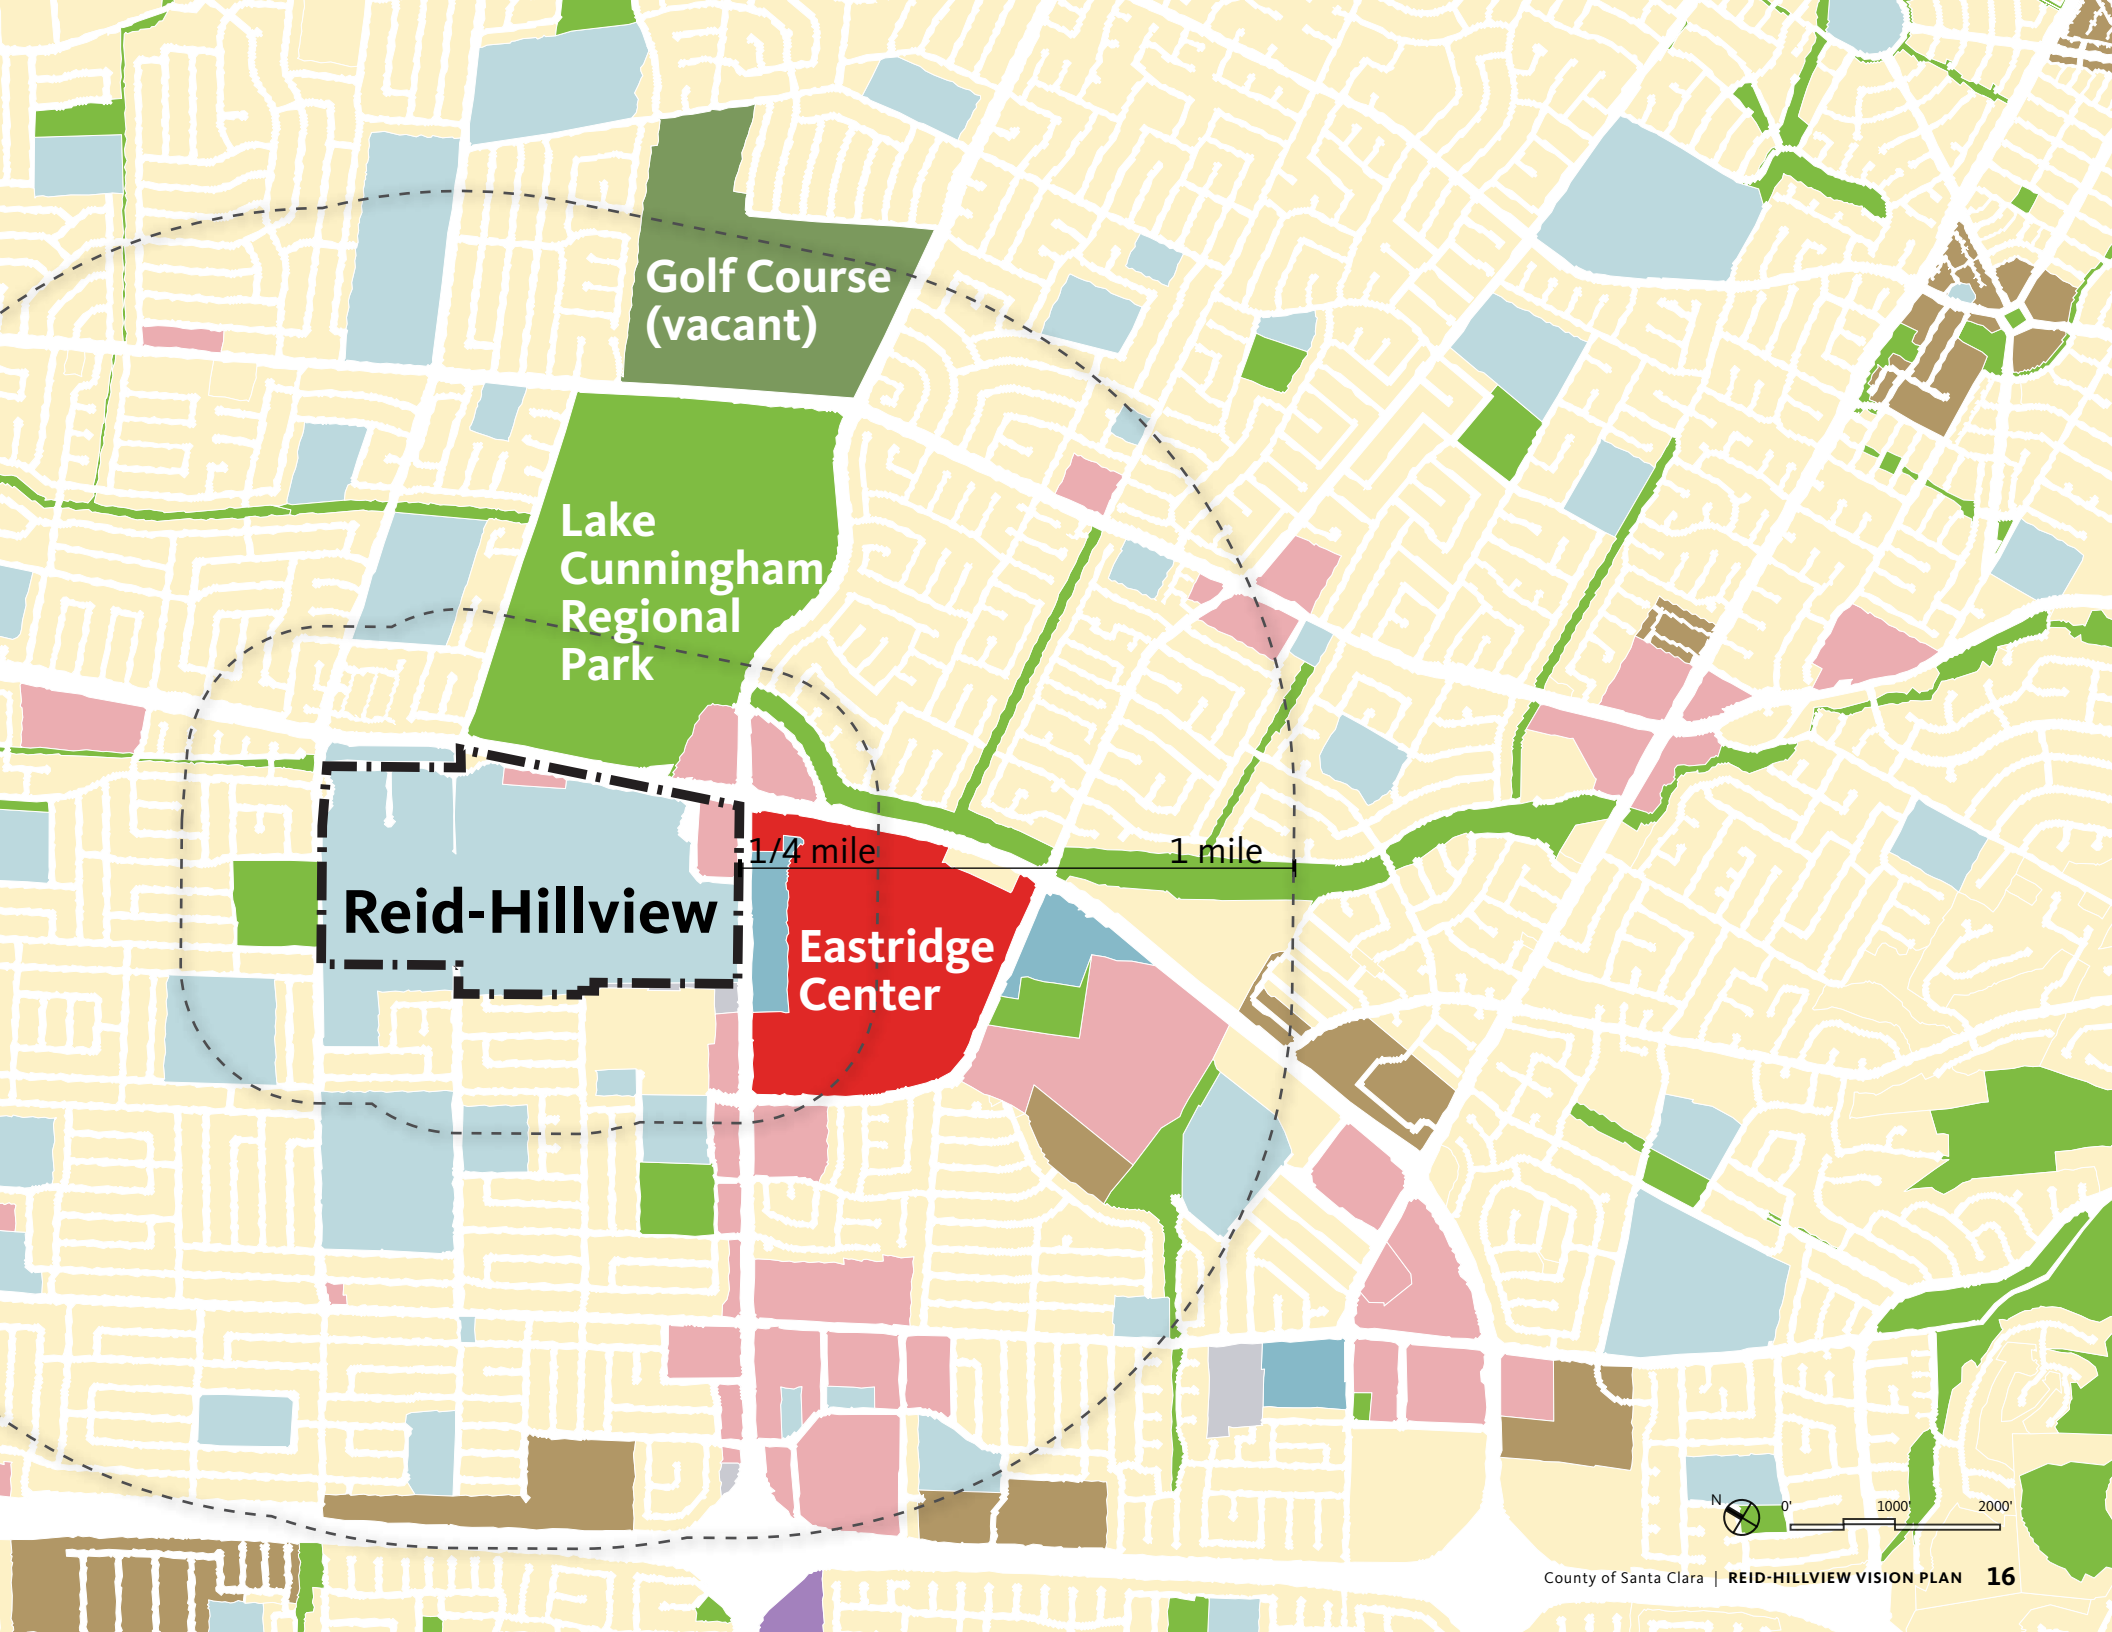 Golf Course
(vacant)
Lake
Cunningham
Regional
Park
1/4 mile
1 mile
Reid-Hillview
Eastridge
Center
N
0'
1000'
2000'
County of Santa Clara | REID-HILLVIEW VISION PLAN 16